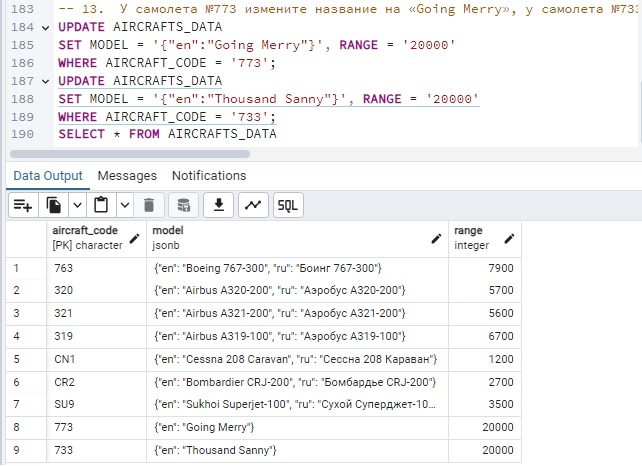 183 -- 13. У самолета №773 измените название на «Going Merry», у самолета №733
184 UPDATE AIRCRAFTS_DATA
185 SET MODEL = '{"en":"Going Merry"}', RANGE = '20000'
186 WHERE AIRCRAFT_CODE = '773';
187 UPDATE AIRCRAFTS_DATA
188 SET MODEL = '{"en":"Thousand Sanny"}', RANGE = '20000'
189 WHERE AIRCRAFT_CODE = '733';
190 SELECT * FROM AIRCRAFTS_DATA
Data Output Messages Notifications
SQL
aircraft_code model range
[PK] character jsonb integer
1 763 {"en": "Boeing 767-300", "ru": "Боинг 767-300"} 7900
2 320 {"en": "Airbus A320-200", "ru": "Аэробус A320-200"} 5700
3 321 {"en": "Airbus A321-200", "ru": "Аэробус A321-200"} 5600
4 319 {"en": "Airbus A319-100", "ru": "Аэробус A319-100"} 6700
5 CN1 {"en": "Cessna 208 Caravan", "ru": "Сессна 208 Караван"} 1200
6 CR2 {"en": "Bombardier CRJ-200", "ru": "Бомбардье CRJ-200"} 2700
7 SU9 {"en": "Sukhoi Superjet-100", "ru": "Сухой Суперджет-10... 3500
8 773 {"en": "Going Merry"} 20000
9 733 {"en": "Thousand Sanny"} 20000